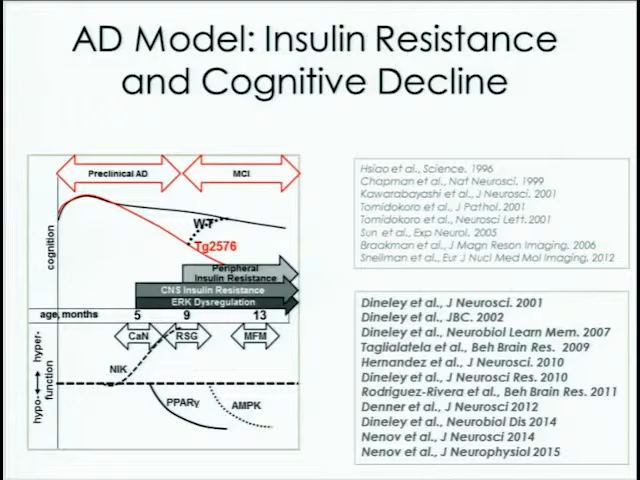 AD Model: Insulin Resistance
and Cognitive Decline
Preclinical AD
MCI
cognition
WT
Tg2576
Peripheral
Insulin Resistance
CNS Insulin Resistance
ERK Dysregulation
age, months
5
9
13
CaN
RSG
MFM
hypo- ↔ hyper-
function
NIK
PPARγ
AMPK
Hsiao et al., Science. 1996
Chapman et al., Nat Neurosci. 1999
Kawarabayashi et al., J Neurosci. 2001
Tomidokoro et al., J Pathol. 2001
Tomidokoro et al., Neurosci Lett. 2001
Sun et al., Exp Neurol. 2005
Braakman et al., J Magn Reson Imaging. 2006
Snellman et al., Eur J Nucl Med Mol Imaging. 2012
Dineley et al., J Neurosci. 2001
Dineley et al., JBC. 2002
Dineley et al., Neurobiol Learn Mem. 2007
Taglialatela et al., Beh Brain Res. 2009
Hernandez et al., J Neurosci. 2010
Dineley et al., J Neurosci Res. 2010
Rodriguez-Rivera et al., Beh Brain Res. 2011
Denner et al., J Neurosci 2012
Dineley et al., Neurobiol Dis 2014
Nenov et al., J Neurosci 2014
Nenov et al., J Neurophysiol 2015